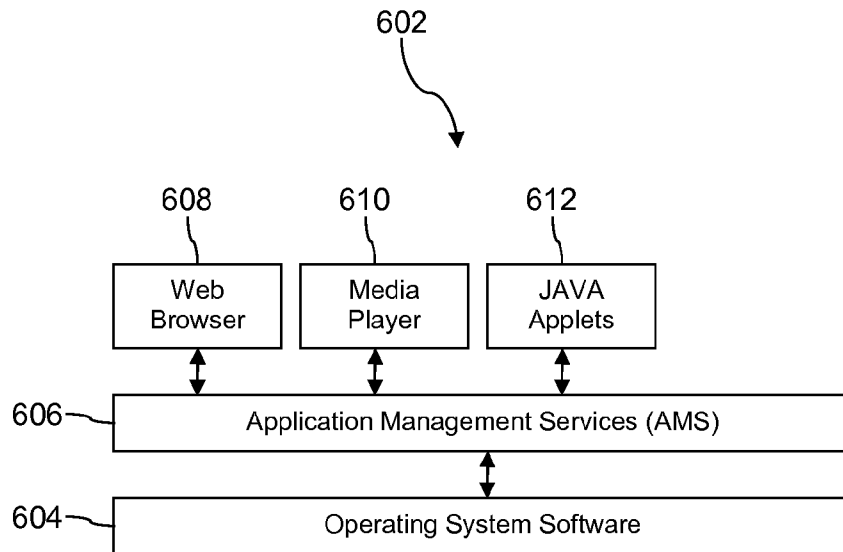 602
608
610
612
Web
Browser
Media
Player
JAVA
Applets
606
Application Management Services (AMS)
604
Operating System Software